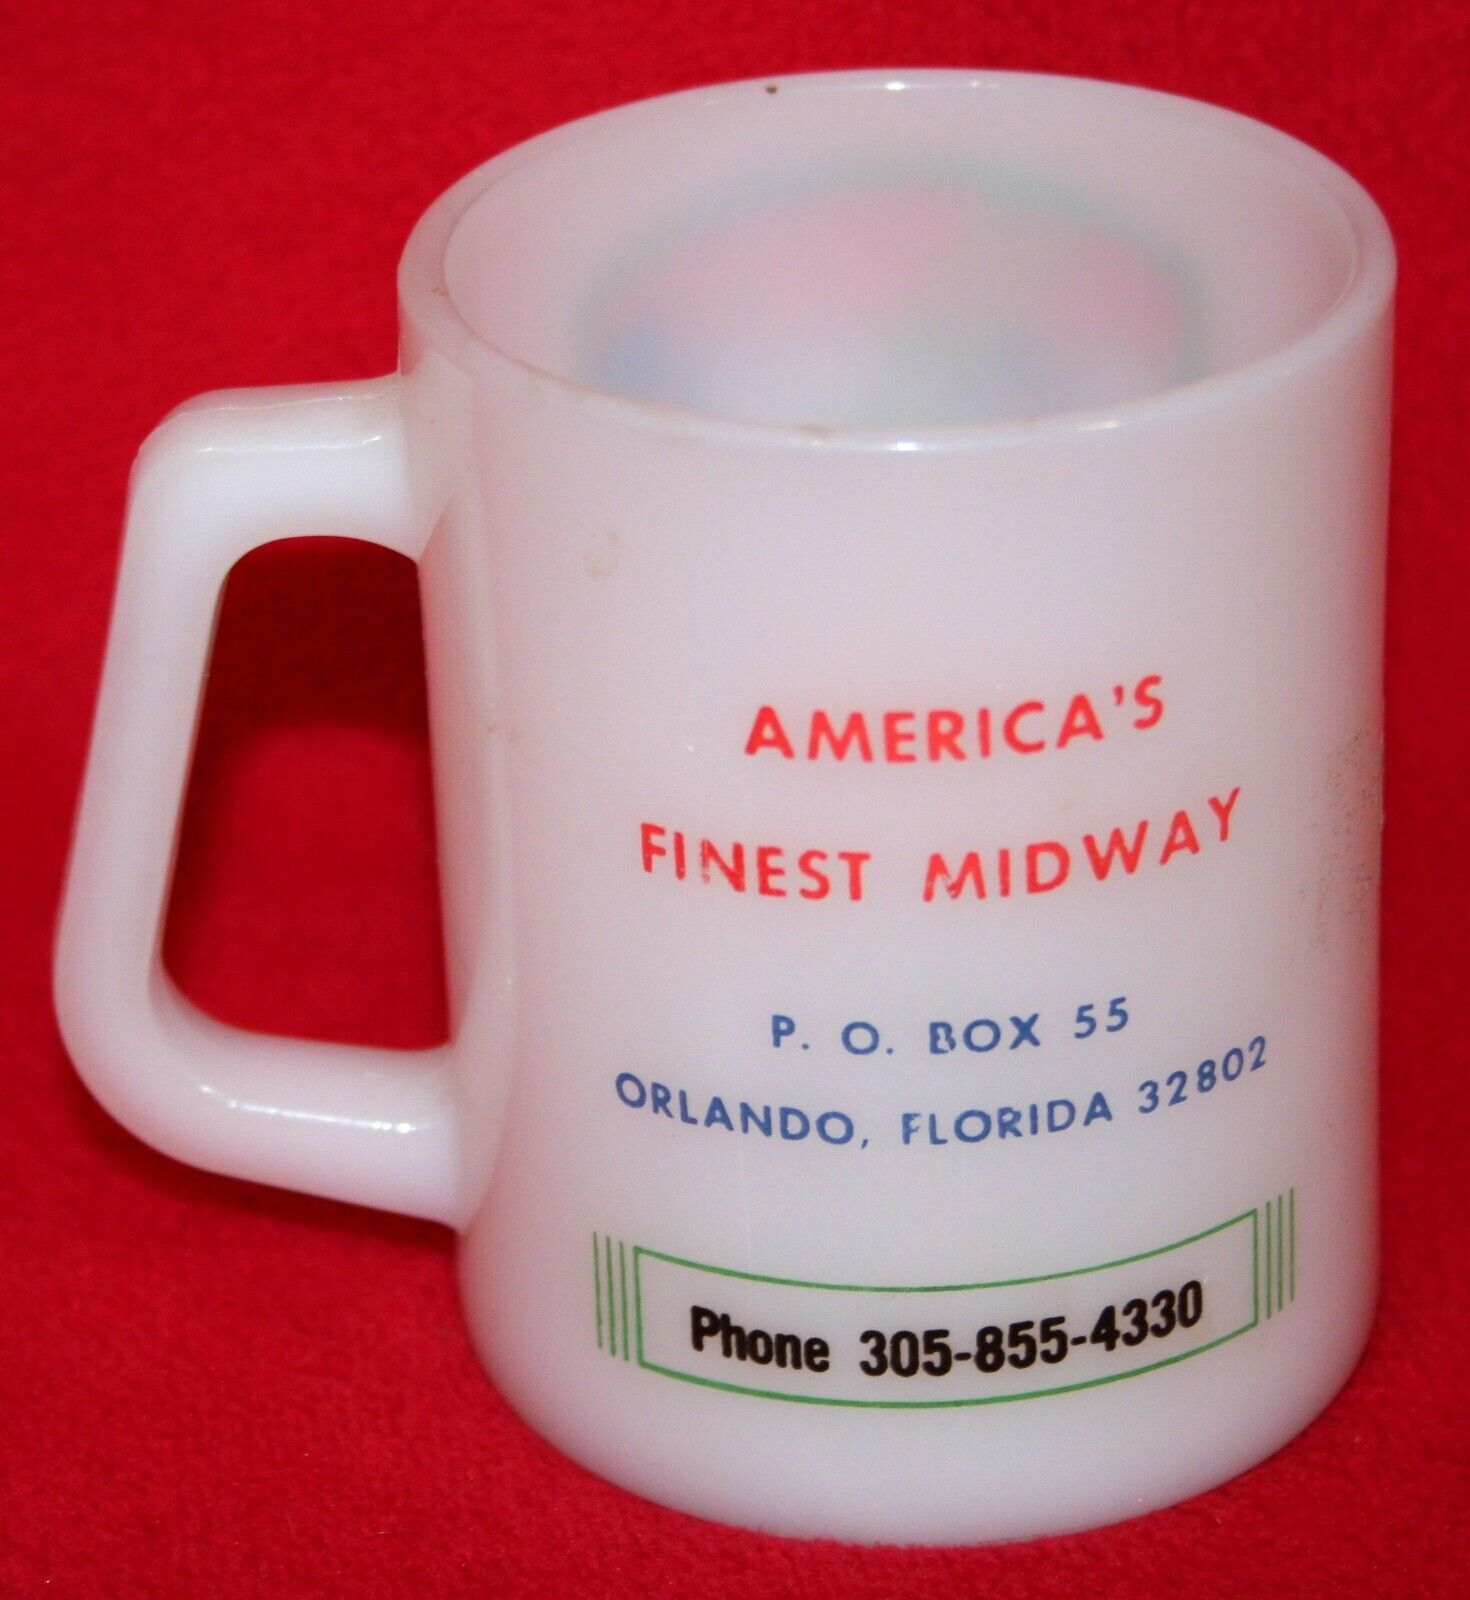 AMERICA'S
FINEST MIDWAY
P. O. BOX 55
ORLANDO, FLORIDA 32802
Phone 305-855-4330